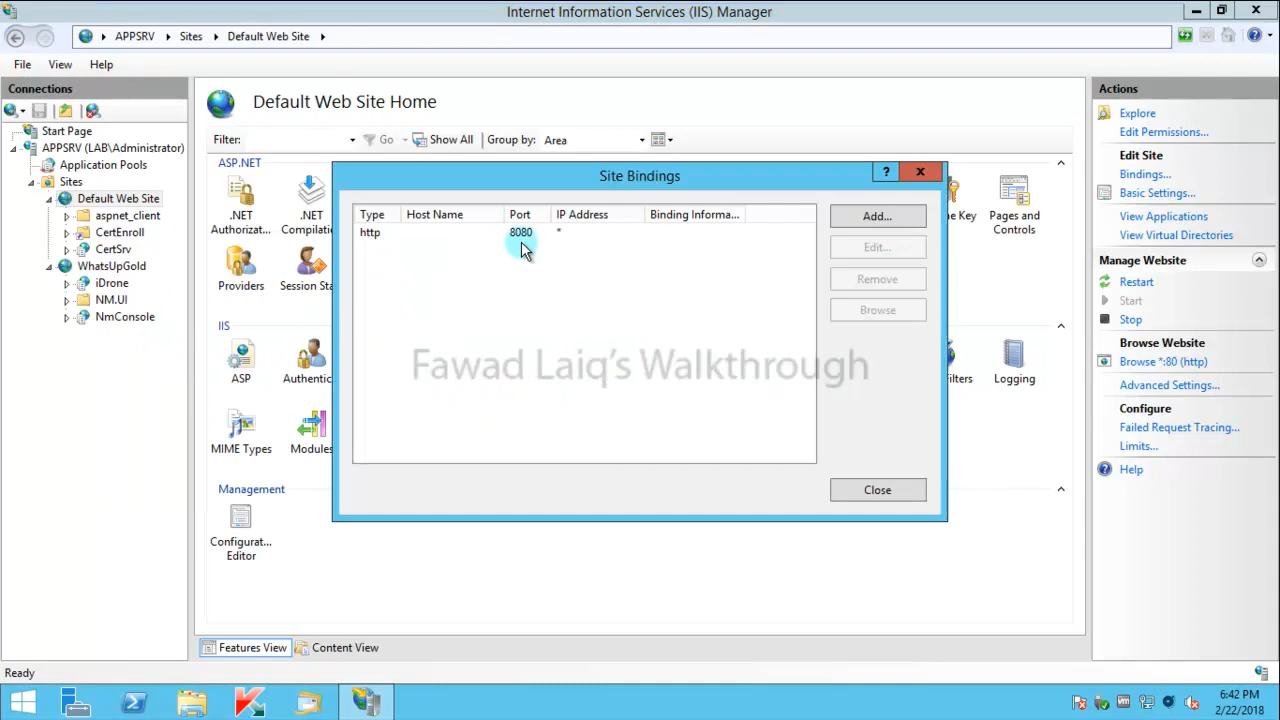 Internet Information Services (IIS) Manager
APPSRV
Sites
Default Web Site
File
View
Help
Connections
Start Page
APPSRV (LAB\Administrator)
Application Pools
Sites
Default Web Site
aspnet_client
CertEnroll
CertSrv
WhatsUpGold
iDrone
NM.UI
NmConsole
Default Web Site Home
Filter:
Go
Show All
Group by:
Area
ASP.NET
.NET
Authorizat...
.NET
Compilati
Key
Pages and
Controls
Providers
Session Sta
IIS
ASP
Authentic
ilters
Logging
MIME Types
Modules
Management
Configurat...
Editor
Site Bindings
?
Type
Host Name
Port
IP Address
Binding Informa...
http
8080
*
Add...
Edit...
Remove
Browse
Close
Fawad Laiq's Walkthrough
Features View
Content View
Actions
Explore
Edit Permissions...
Edit Site
Bindings...
Basic Settings...
View Applications
View Virtual Directories
Manage Website
Restart
Start
Stop
Browse Website
Browse *:80 (http)
Advanced Settings...
Configure
Failed Request Tracing...
Limits...
Help
Ready
6:42 PM
2/22/2018